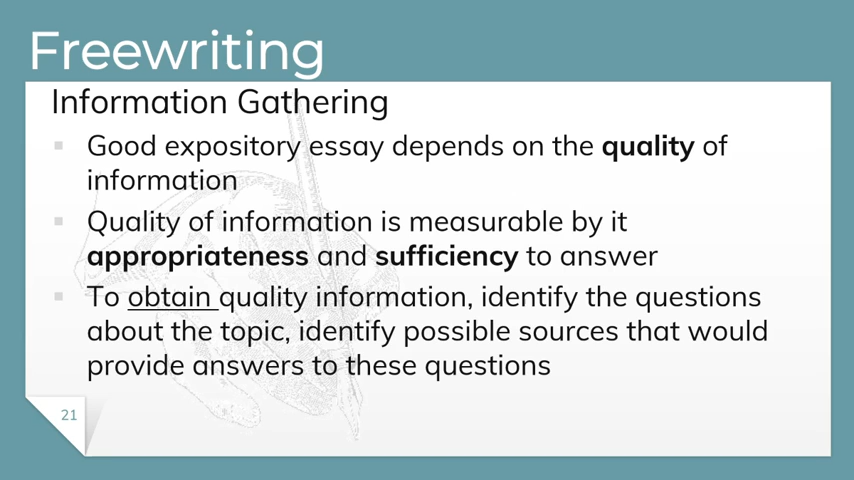 Freewriting
Information Gathering
Good expository essay depends on the quality of
information
Quality of information is measurable by it
appropriateness and sufficiency to answer
To obtain quality information, identify the questions
about the topic, identify possible sources that would
provide answers to these questions
21